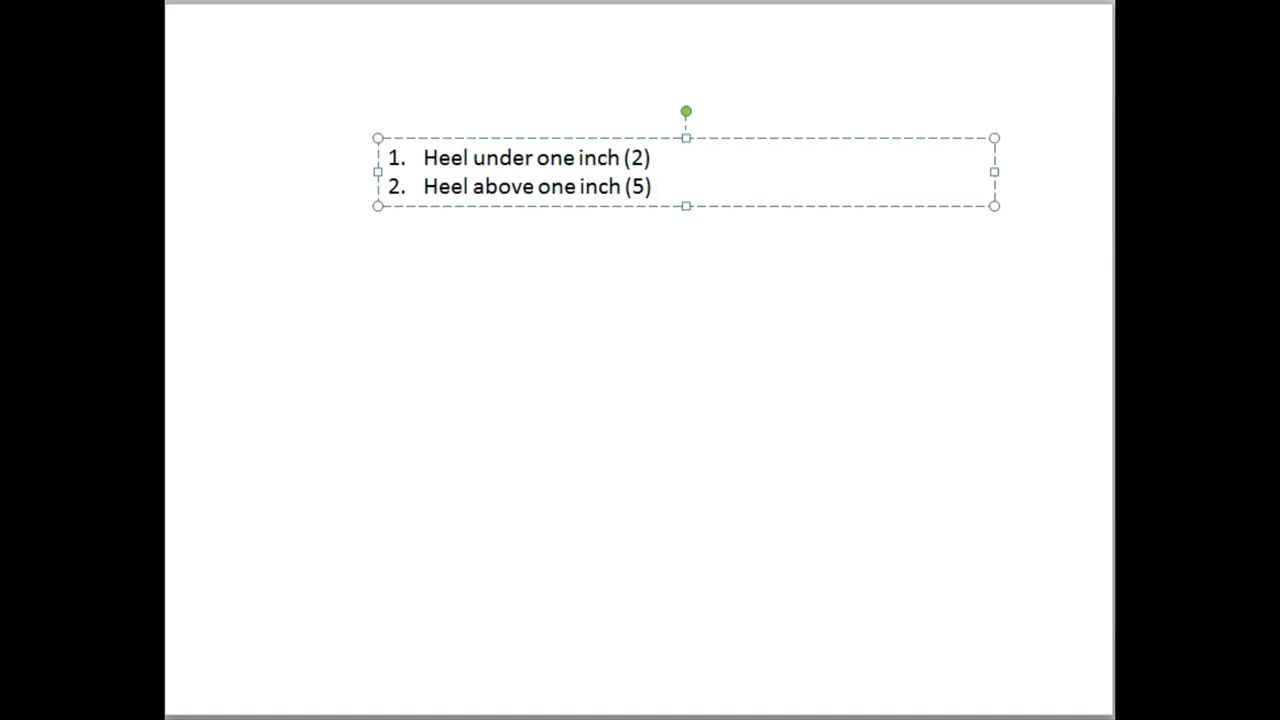 1. Heel under one inch (2)
2. Heel above one inch (5)